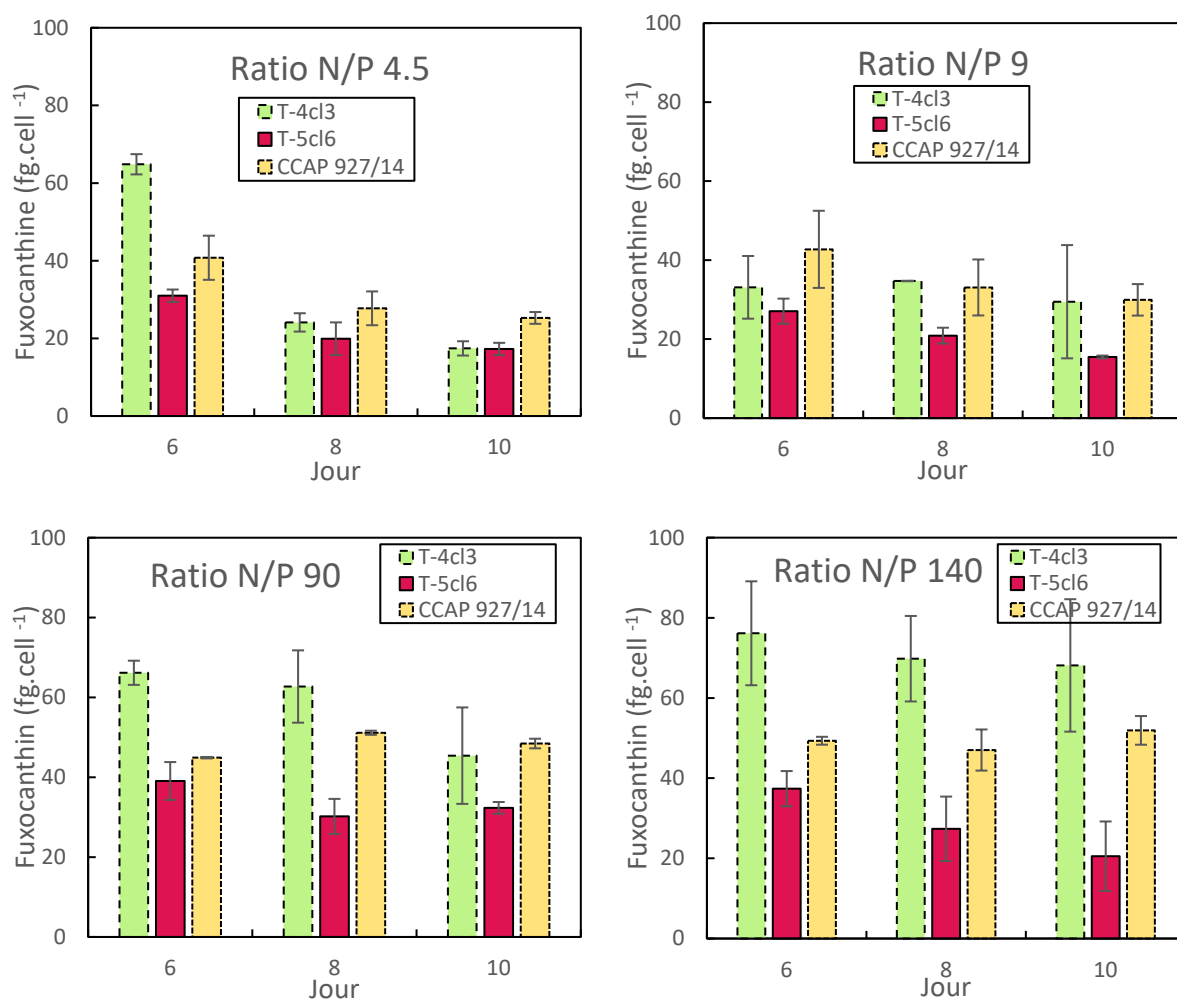 Ratio N/P 4.5
T-4cl3
T-5cl6
CCAP 927/14
Fuxocanthine (fg.cell ⁻¹)
100
80
60
40
20
0
6
8
10
Jour
Ratio N/P 9
T-4cl3
T-5cl6
CCAP 927/14
Fuxocanthine (fg.cell ⁻¹)
100
80
60
40
20
0
6
8
10
Jour
Ratio N/P 90
T-4cl3
T-5cl6
CCAP 927/14
Fuxocanthin (fg.cell ⁻¹)
100
80
60
40
20
0
6
8
10
Jour
Ratio N/P 140
T-4cl3
T-5cl6
CCAP 927/14
Fuxocanthin (fg.cell ⁻¹)
100
80
60
40
20
0
6
8
10
Jour